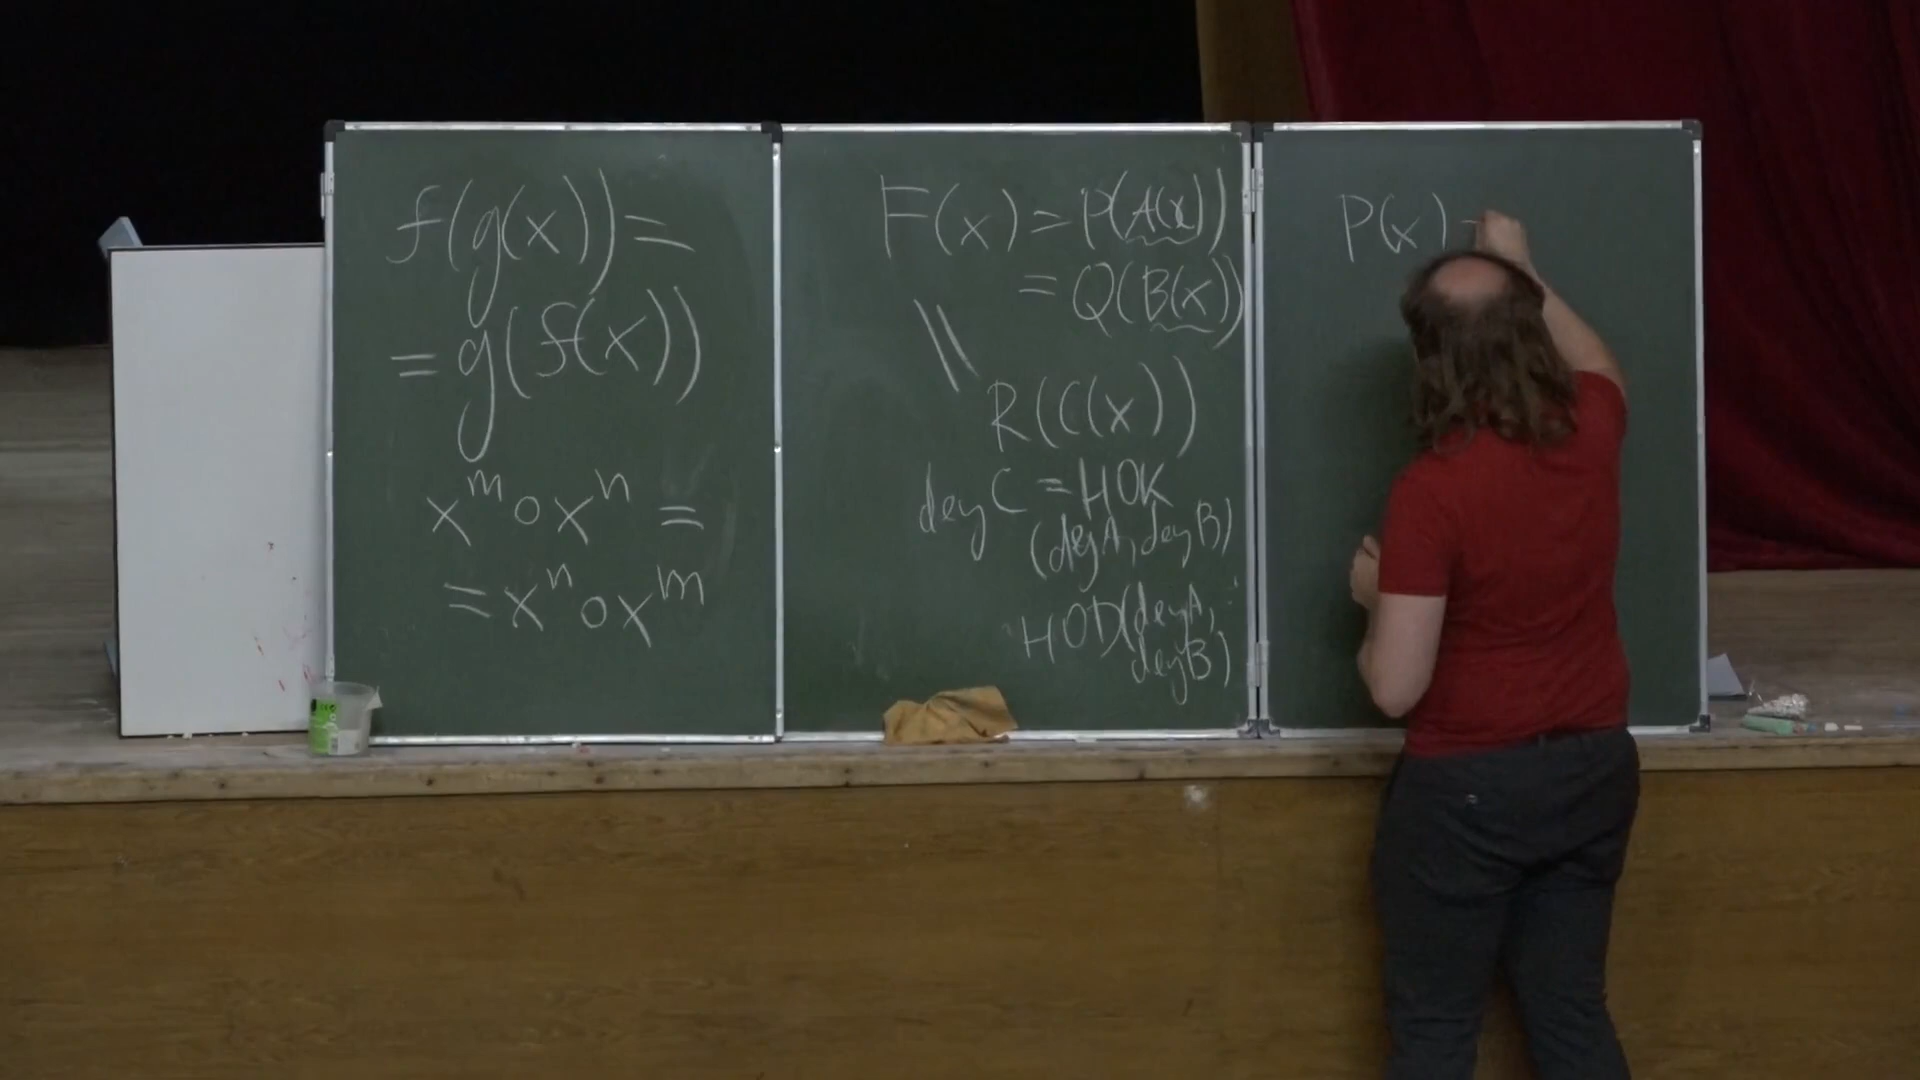 f(g(x)) =
= g(f(x))
x^m ∘ x^n =
= x^n ∘ x^m
F(x) = P(A(x))
= Q(B(x))
\\
R(C(x))
deg C = НОК
(deg A, deg B)
НОД(deg A,
deg B)
P(x) =